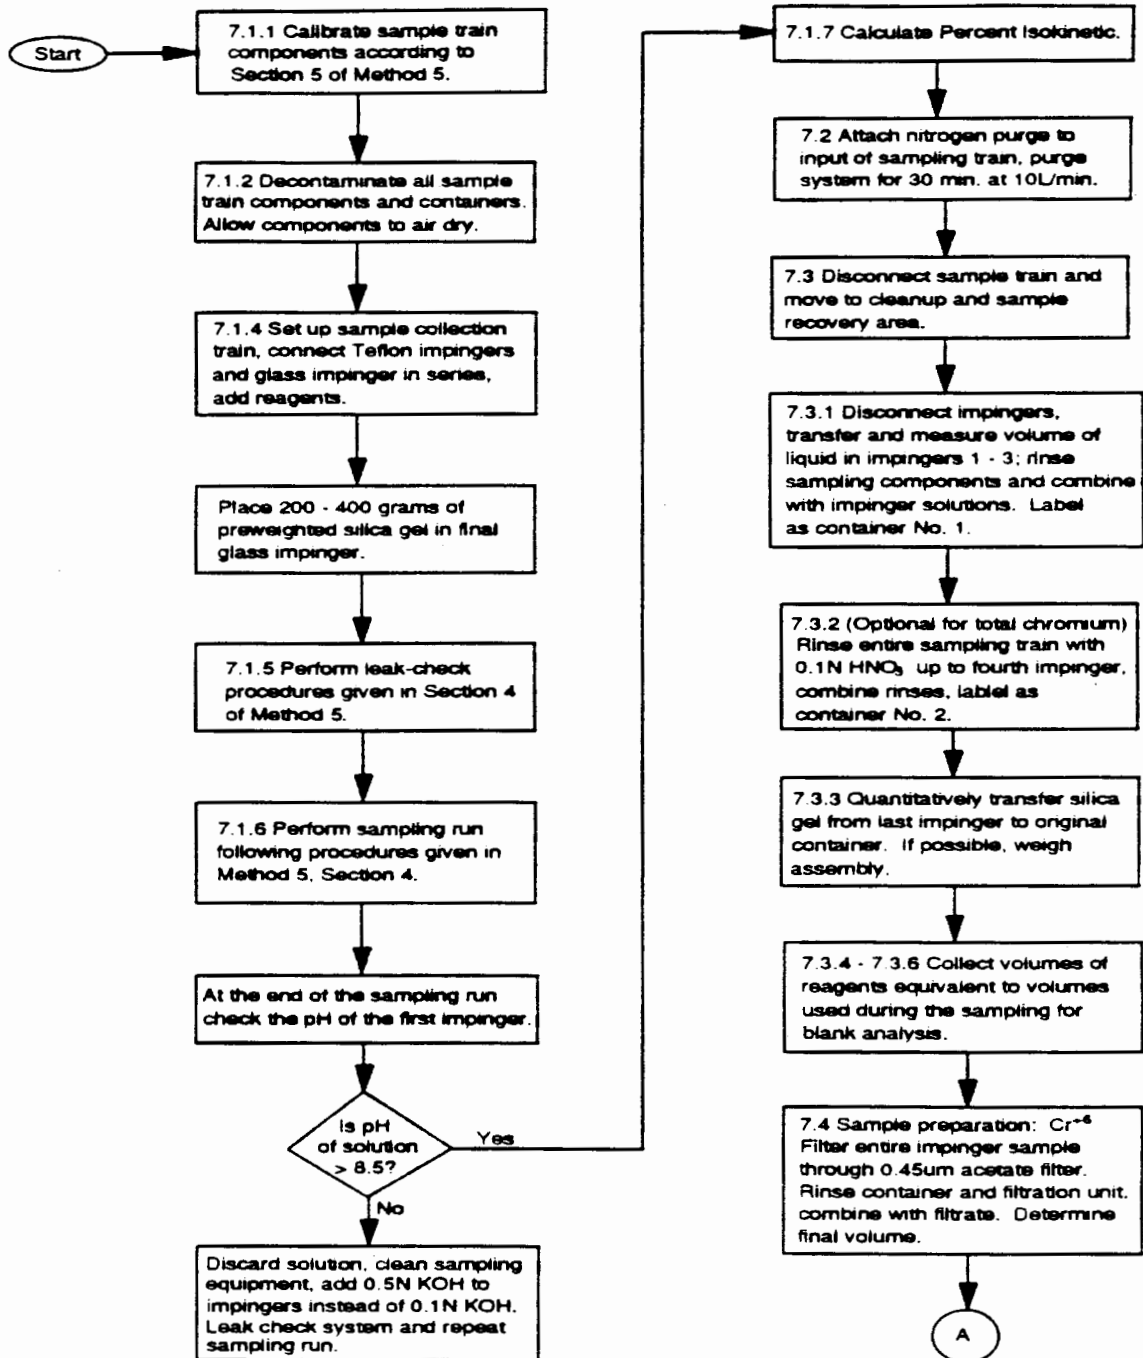 Start
7.1.1 Calibrate sample train
components according to
Section 5 of Method 5.
7.1.2 Decontaminate all sample
train components and containers.
Allow components to air dry.
7.1.4 Set up sample collection
train, connect Teflon impingers
and glass impinger in series,
add reagents.
Place 200 - 400 grams of
preweighted silica gel in final
glass impinger.
7.1.5 Perform leak-check
procedures given in Section 4
of Method 5.
7.1.6 Perform sampling run
following procedures given in
Method 5, Section 4.
At the end of the sampling run
check the pH of the first impinger.
Is pH
of solution
> 8.5?
Yes
No
Discard solution, clean sampling
equipment, add 0.5N KOH to
impingers instead of 0.1N KOH.
Leak check system and repeat
sampling run.
7.1.7 Calculate Percent Isokinetic.
7.2 Attach nitrogen purge to
input of sampling train, purge
system for 30 min. at 10L/min.
7.3 Disconnect sample train and
move to cleanup and sample
recovery area.
7.3.1 Disconnect impingers,
transfer and measure volume of
liquid in impingers 1 - 3; rinse
sampling components and combine
with impinger solutions. Label
as container No. 1.
7.3.2 (Optional for total chromium)
Rinse entire sampling train with
0.1N HNO₃ up to fourth impinger,
combine rinses, lablel as
container No. 2.
7.3.3 Quantitatively transfer silica
gel from last impinger to original
container. If possible, weigh
assembly.
7.3.4 - 7.3.6 Collect volumes of
reagents equivalent to volumes
used during the sampling for
blank analysis.
7.4 Sample preparation: Cr⁺⁶
Filter entire impinger sample
through 0.45um acetate filter.
Rinse container and filtration unit,
combine with filtrate. Determine
final volume.
A